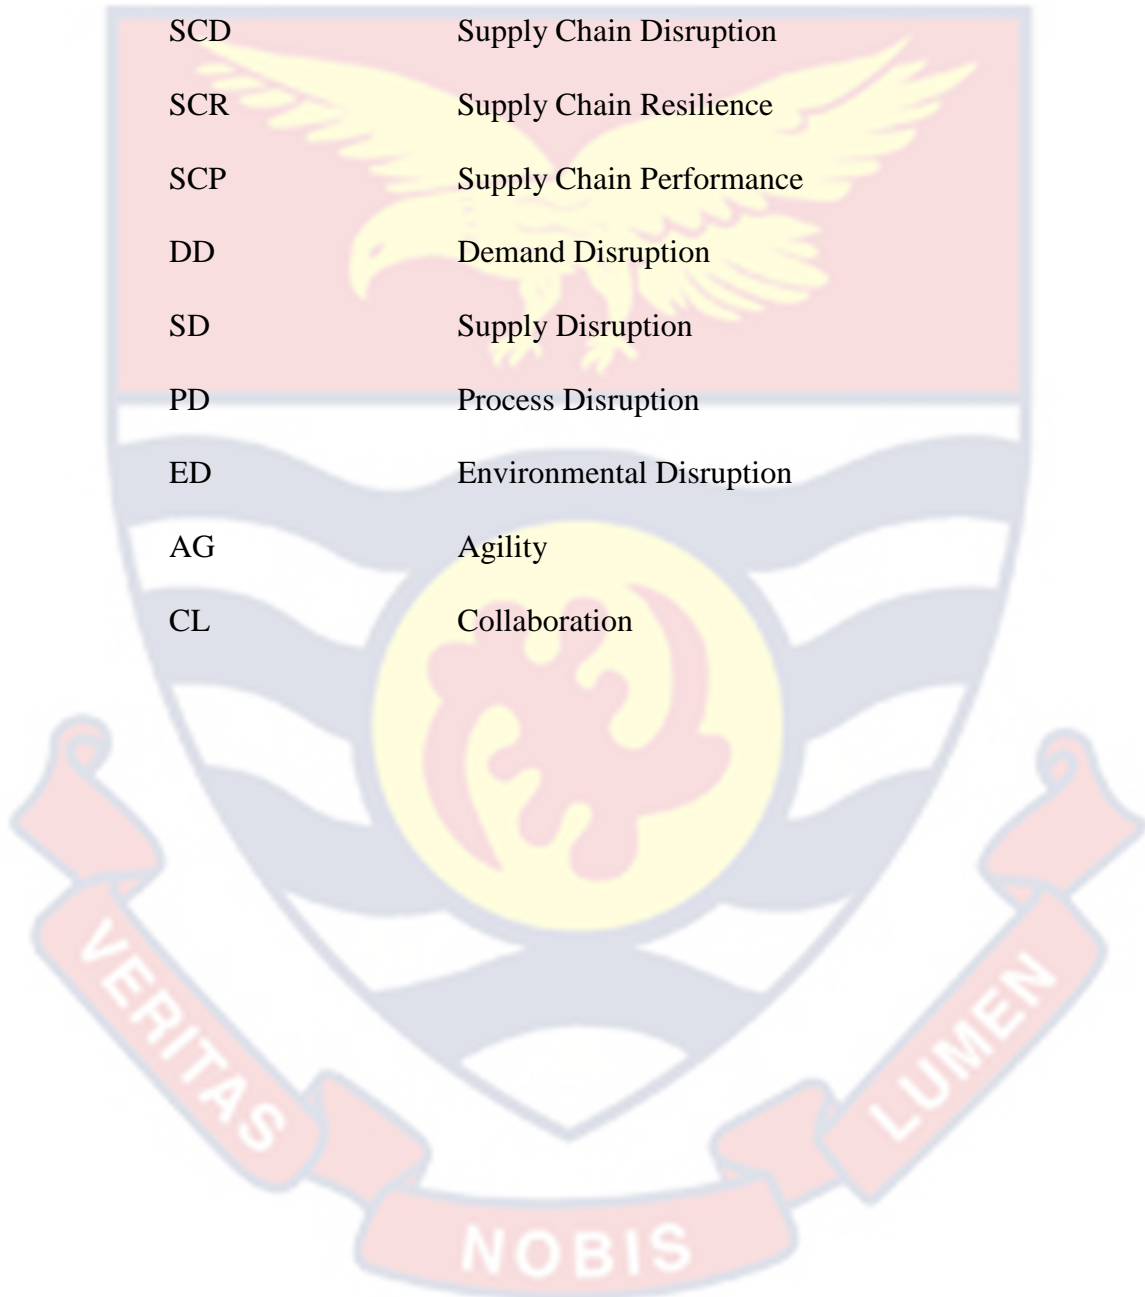 SCD Supply Chain Disruption
SCR Supply Chain Resilience
SCP Supply Chain Performance
DD Demand Disruption
SD Supply Disruption
PD Process Disruption
ED Environmental Disruption
AG Agility
CL Collaboration
VERITAS NOBIS LUMEN